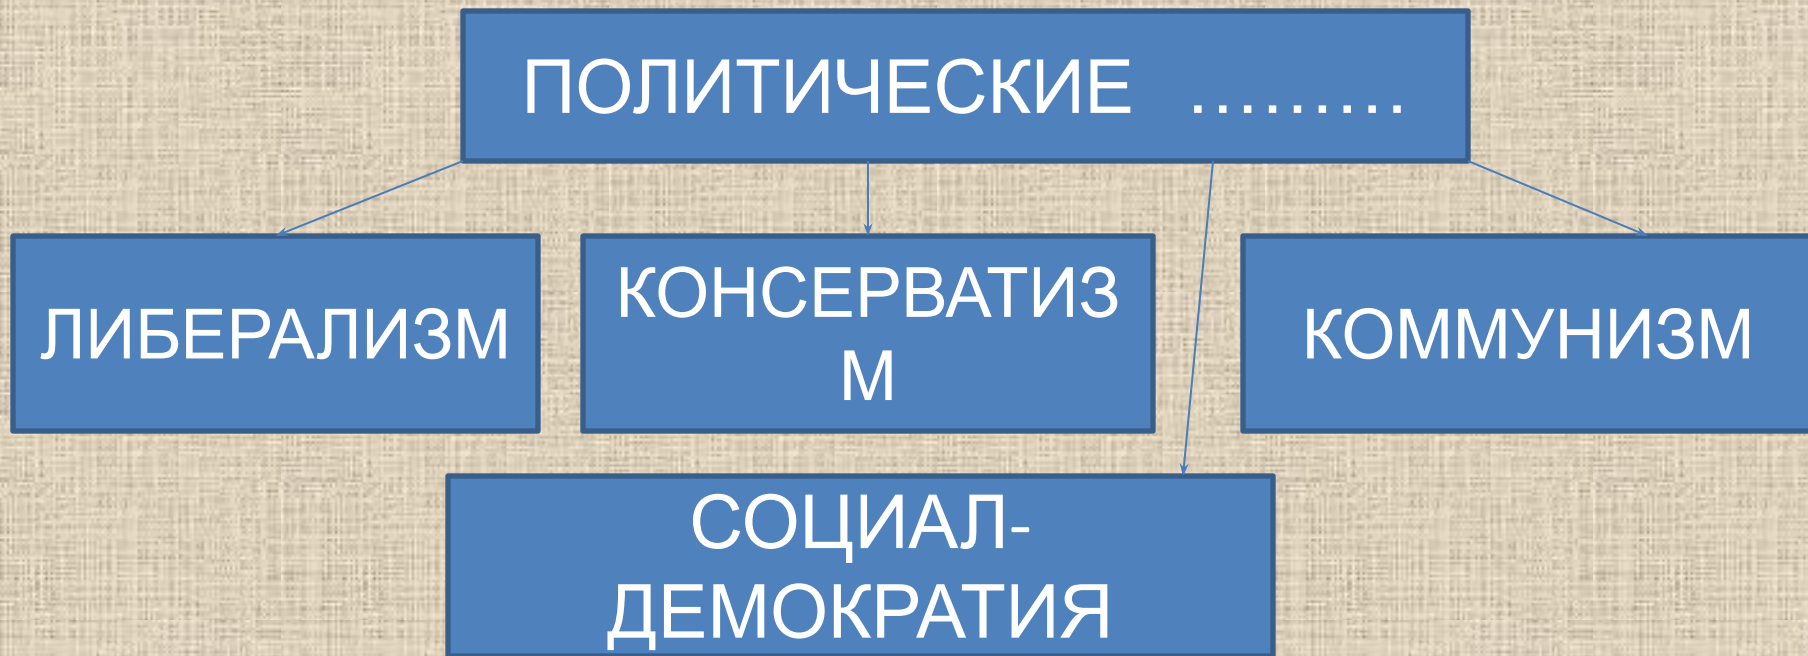 ПОЛИТИЧЕСКИЕ ………
ЛИБЕРАЛИЗМ
КОНСЕРВАТИЗ
М
КОММУНИЗМ
СОЦИАЛ-
ДЕМОКРАТИЯ